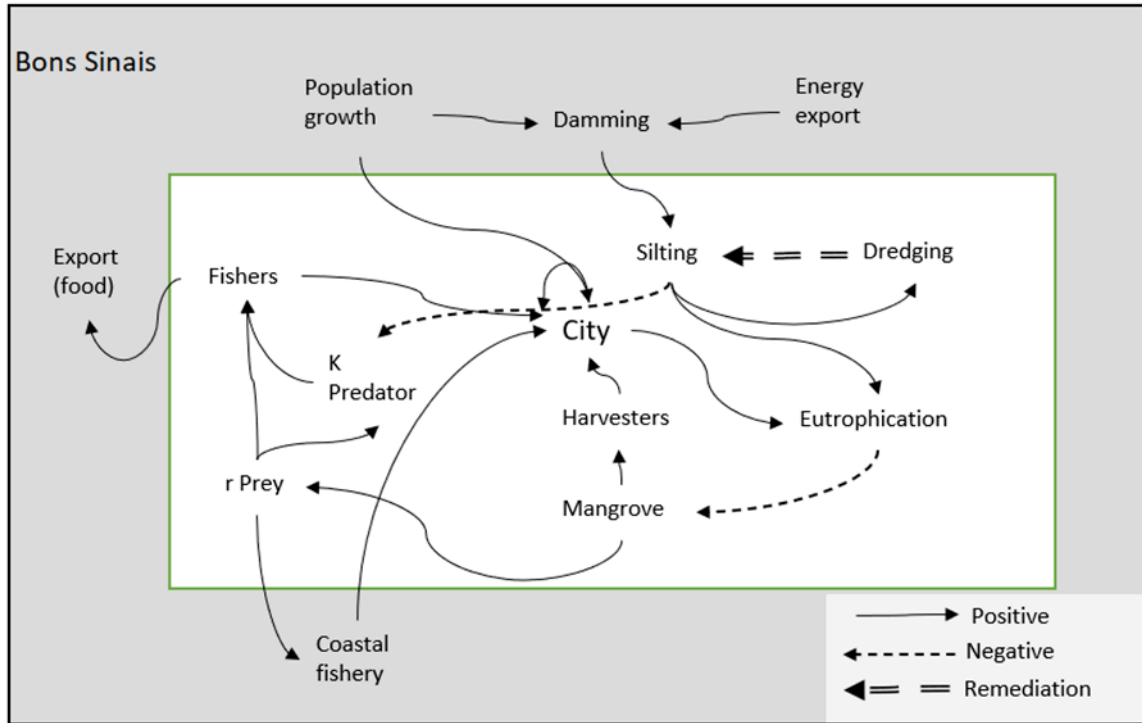 Bons Sinais
Population
growth
Damming
Energy
export
Export
(food)
Fishers
Silting
Dredging
City
K
Predator
Harvesters
Eutrophication
r Prey
Mangrove
Coastal
fishery
Positive
Negative
Remediation